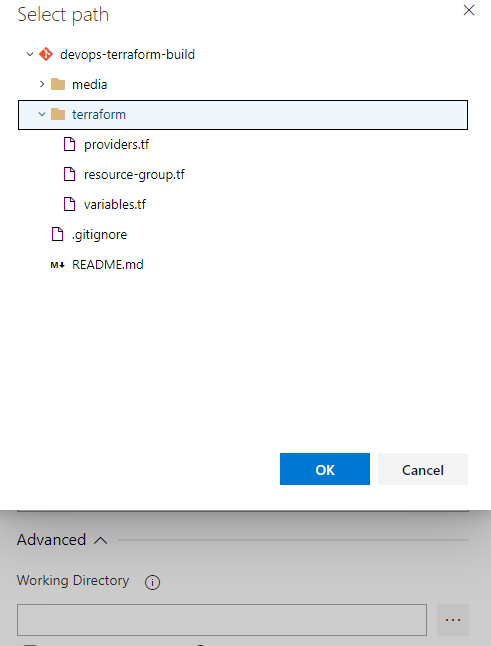 Select path
devops-terraform-build
media
terraform
providers.tf
resource-group.tf
variables.tf
.gitignore
M↓ README.md
OK Cancel
Advanced
Working Directory
...